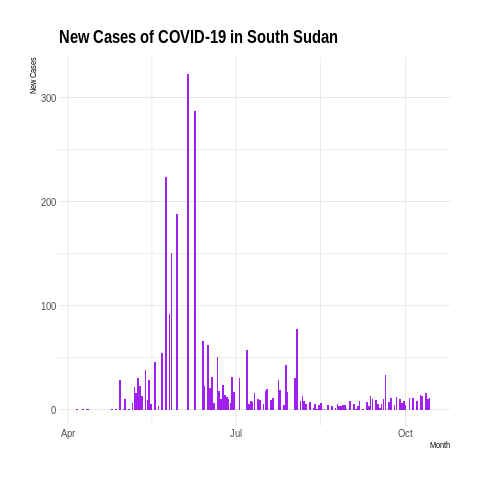 New Cases of COVID-19 in South Sudan
New Cases
300
200
100
0
Apr
Jul
Oct
Month